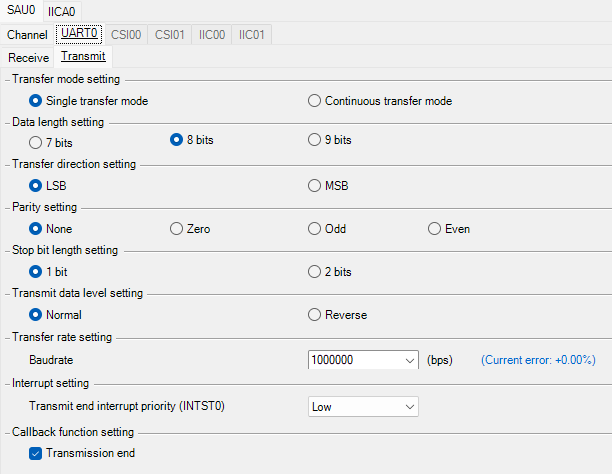 SAU0 IICA0
Channel UART0 CSI00 CSI01 IIC00 IIC01
Receive Transmit
Transfer mode setting
Single transfer mode Continuous transfer mode
Data length setting
7 bits 8 bits 9 bits
Transfer direction setting
LSB MSB
Parity setting
None Zero Odd Even
Stop bit length setting
1 bit 2 bits
Transmit data level setting
Normal Reverse
Transfer rate setting
Baudrate 1000000 (bps) (Current error: +0.00%)
Interrupt setting
Transmit end interrupt priority (INTST0) Low
Callback function setting
Transmission end